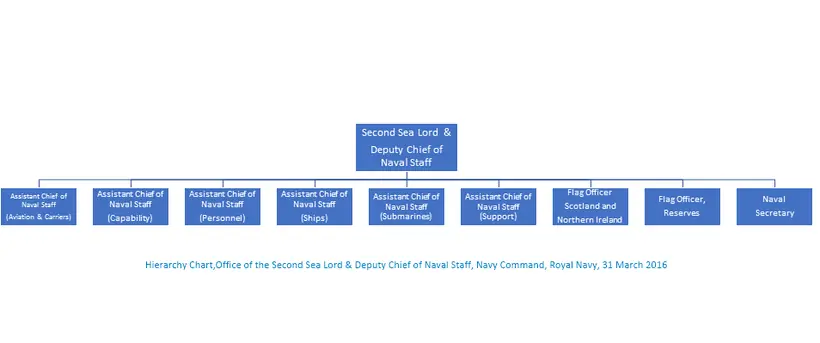 Second Sea Lord &
Deputy Chief of
Naval Staff
Assistant Chief of
Naval Staff
(Aviation & Carriers)
Assistant Chief of
Naval Staff
(Capability)
Assistant Chief of
Naval Staff
(Personnel)
Assistant Chief of
Naval Staff
(Ships)
Assistant Chief of
Naval Staff
(Submarines)
Assistant Chief of
Naval Staff
(Support)
Flag Officer
Scotland and
Northern Ireland
Flag Officer,
Reserves
Naval
Secretary
Hierarchy Chart,Office of the Second Sea Lord & Deputy Chief of Naval Staff, Navy Command, Royal Navy, 31 March 2016